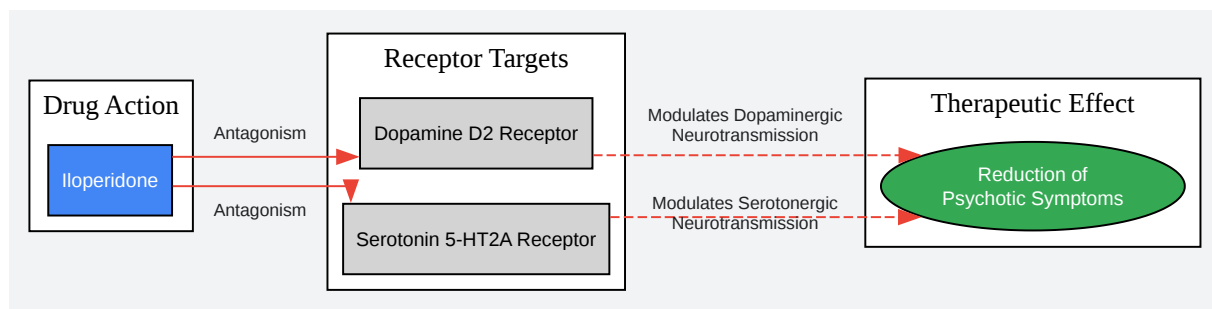 Drug Action
Iloperidone
Antagonism
Antagonism
Receptor Targets
Dopamine D2 Receptor
Serotonin 5-HT2A Receptor
Modulates Dopaminergic
Neurotransmission
Modulates Serotonergic
Neurotransmission
Therapeutic Effect
Reduction of
Psychotic Symptoms